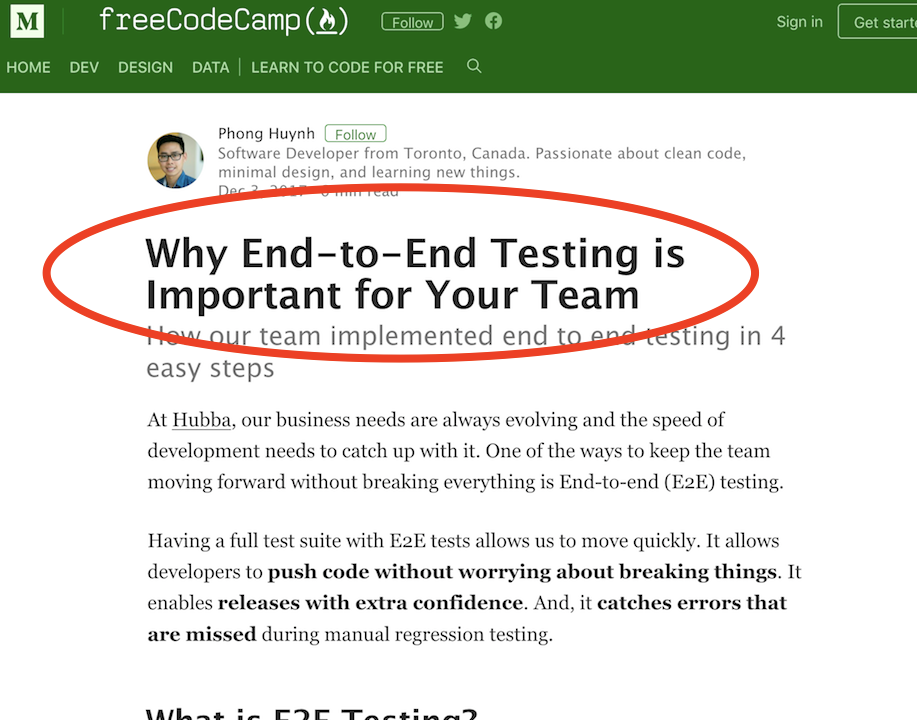 M freeCodeCamp(🔥) Follow Sign in Get starte
HOME DEV DESIGN DATA LEARN TO CODE FOR FREE
Phong Huynh Follow
Software Developer from Toronto, Canada. Passionate about clean code,
minimal design, and learning new things.
Dec 3, 2017 · 6 min read
Why End-to-End Testing is
Important for Your Team
How our team implemented end to end testing in 4
easy steps
At Hubba, our business needs are always evolving and the speed of
development needs to catch up with it. One of the ways to keep the team
moving forward without breaking everything is End-to-end (E2E) testing.
Having a full test suite with E2E tests allows us to move quickly. It allows
developers to push code without worrying about breaking things. It
enables releases with extra confidence. And, it catches errors that
are missed during manual regression testing.
What is E2E Testing?